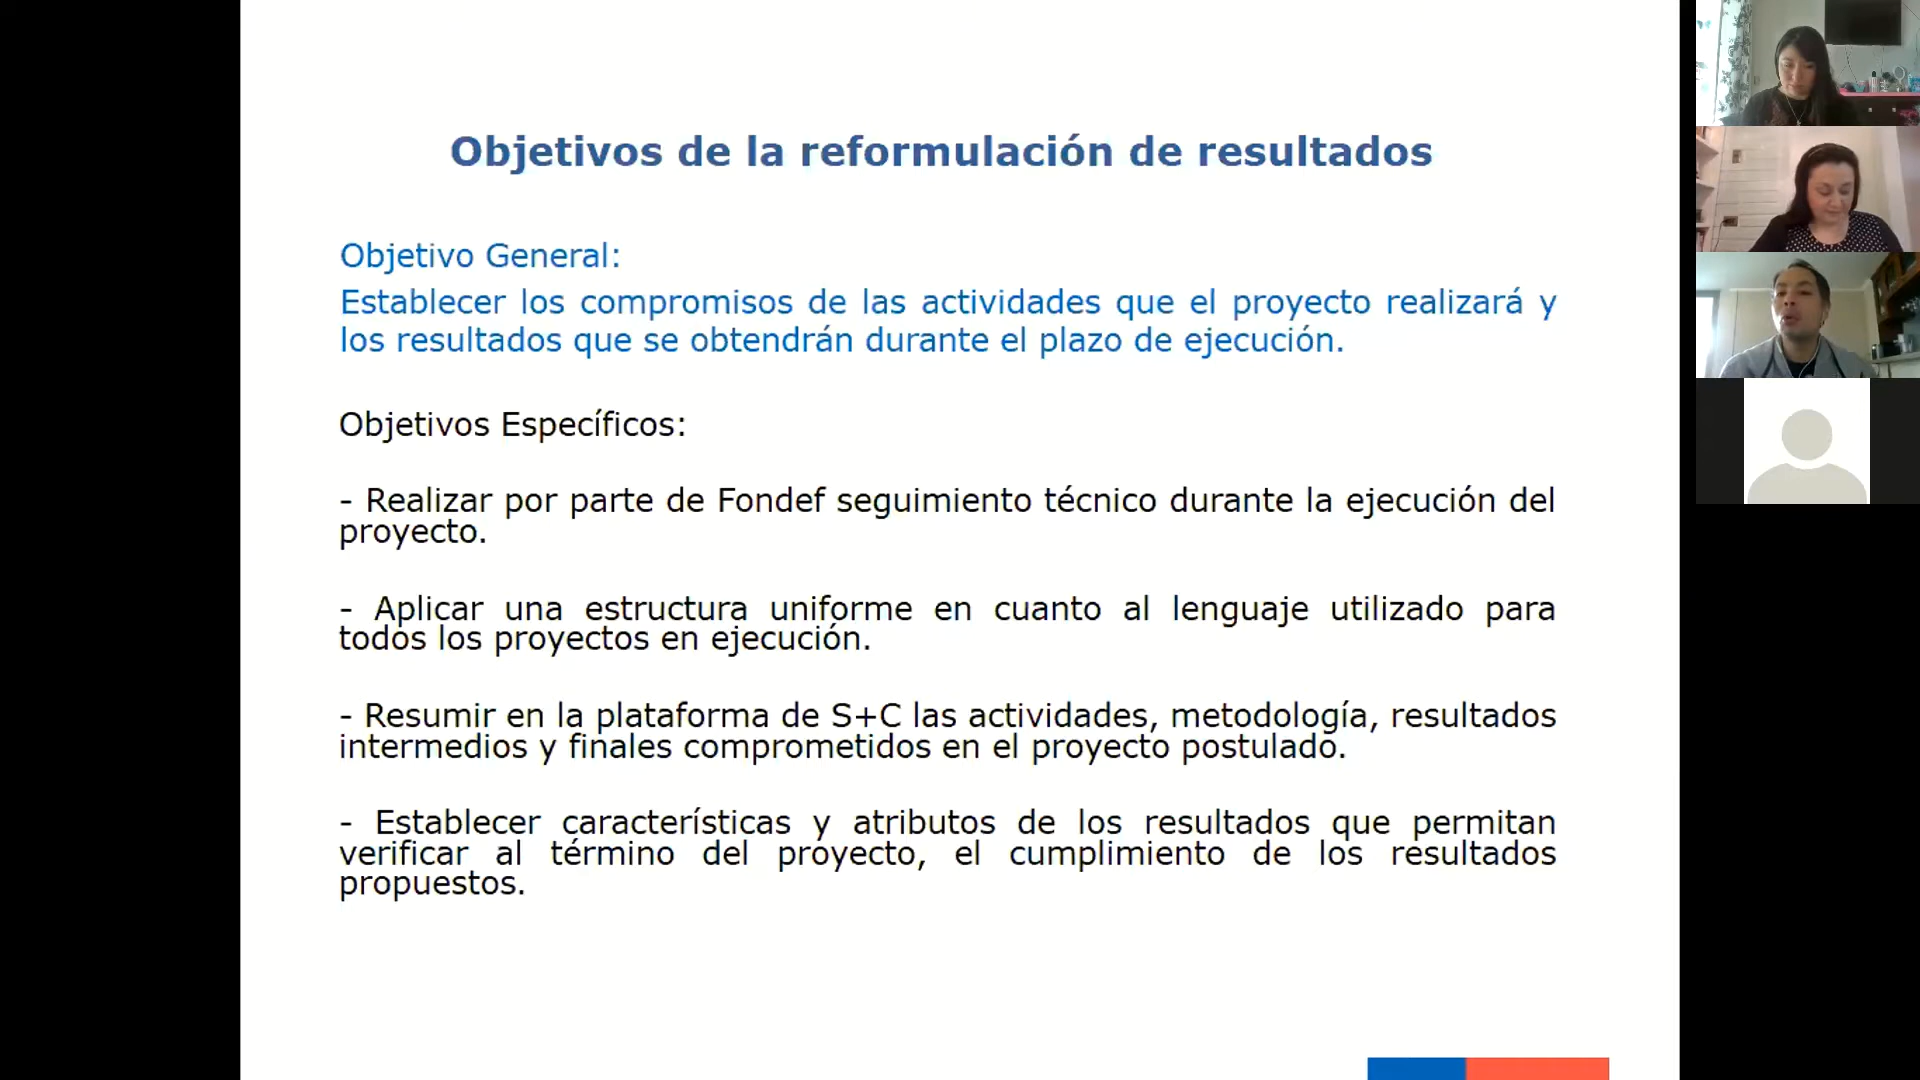 Objetivos de la reformulación de resultados
Objetivo General:
Establecer los compromisos de las actividades que el proyecto realizará y
los resultados que se obtendrán durante el plazo de ejecución.
Objetivos Específicos:
- Realizar por parte de Fondef seguimiento técnico durante la ejecución del
proyecto.
- Aplicar una estructura uniforme en cuanto al lenguaje utilizado para
todos los proyectos en ejecución.
- Resumir en la plataforma de S+C las actividades, metodología, resultados
intermedios y finales comprometidos en el proyecto postulado.
- Establecer características y atributos de los resultados que permitan
verificar al término del proyecto, el cumplimiento de los resultados
propuestos.